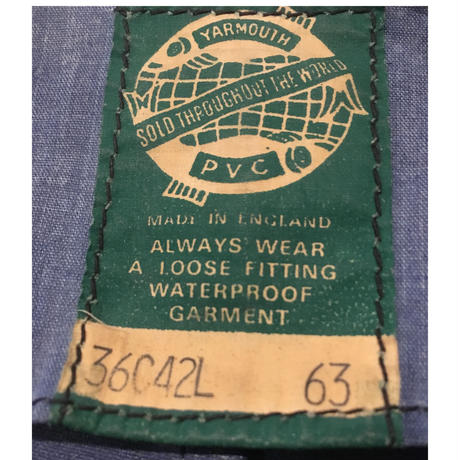 YARMOUTH
SOLD THROUGHOUT THE WORLD
PVC
MADE IN ENGLAND
ALWAYS WEAR
A LOOSE FITTING
WATERPROOF
GARMENT
36C42L 63